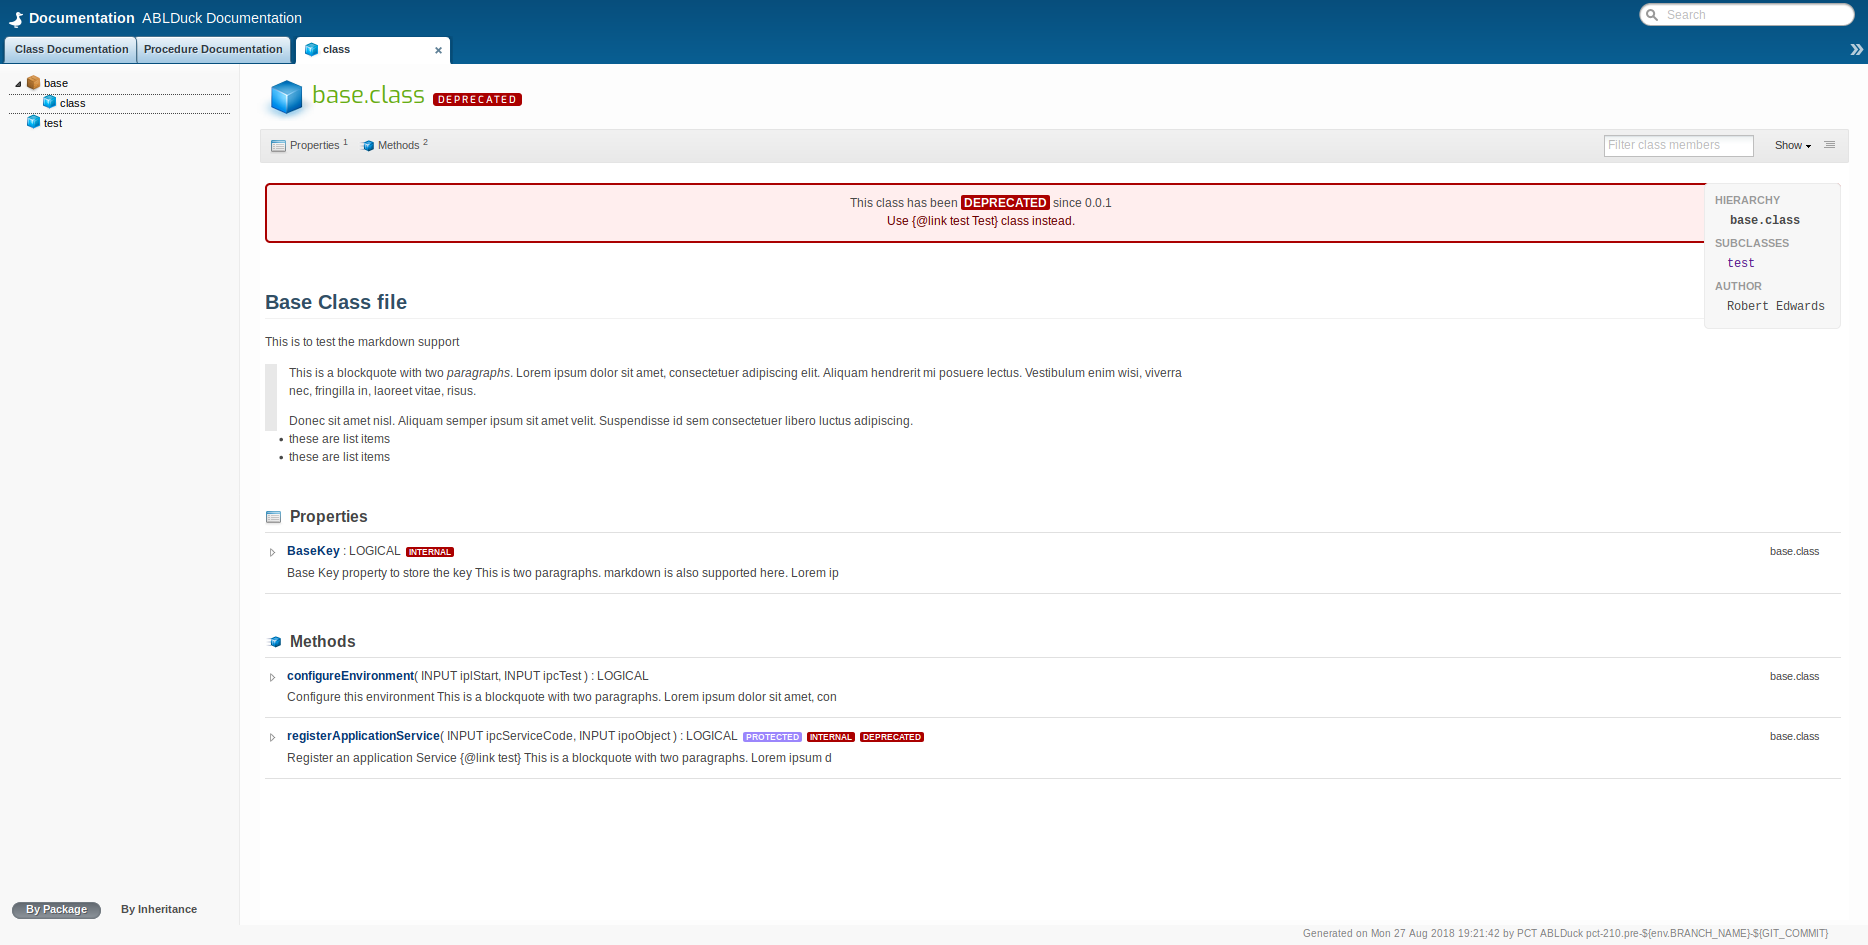 Documentation ABLDuck Documentation
Search
Class Documentation
Procedure Documentation
class
base
class
test
base.class DEPRECATED
Properties 1
Methods 2
Filter class members
Show
This class has been DEPRECATED since 0.0.1
Use {@link test Test} class instead.
HIERARCHY
base.class
SUBCLASSES
test
AUTHOR
Robert Edwards
Base Class file
This is to test the markdown support
This is a blockquote with two paragraphs. Lorem ipsum dolor sit amet, consectetuer adipiscing elit. Aliquam hendrerit mi posuere lectus. Vestibulum enim wisi, viverra
nec, fringilla in, laoreet vitae, risus.
Donec sit amet nisl. Aliquam semper ipsum sit amet velit. Suspendisse id sem consectetuer libero luctus adipiscing.
• these are list items
• these are list items
Properties
BaseKey : LOGICAL INTERNAL base.class
Base Key property to store the key This is two paragraphs. markdown is also supported here. Lorem ip
Methods
configureEnvironment( INPUT iplStart, INPUT ipcTest ) : LOGICAL base.class
Configure this environment This is a blockquote with two paragraphs. Lorem ipsum dolor sit amet, con
registerApplicationService( INPUT ipcServiceCode, INPUT ipoObject ) : LOGICAL PROTECTED INTERNAL DEPRECATED base.class
Register an application Service {@link test} This is a blockquote with two paragraphs. Lorem ipsum d
By Package By Inheritance
Generated on Mon 27 Aug 2018 19:21:42 by PCT ABLDuck pct-210.pre-${env.BRANCH_NAME}-${GIT_COMMIT}